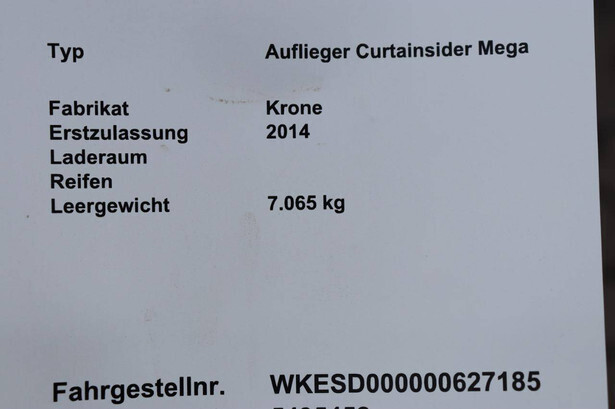 Typ Auflieger Curtainsider Mega
Fabrikat Krone
Erstzulassung 2014
Laderaum
Reifen
Leergewicht 7.065 kg
Fahrgestellnr. WKESD000000627185